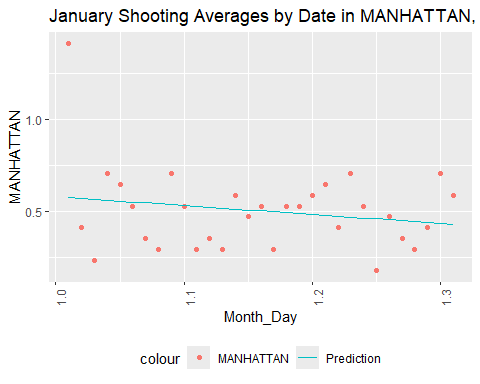 January Shooting Averages by Date in MANHATTAN,
MANHATTAN
1.0
0.5
1.0
1.1
1.2
1.3
Month_Day
colour MANHATTAN Prediction